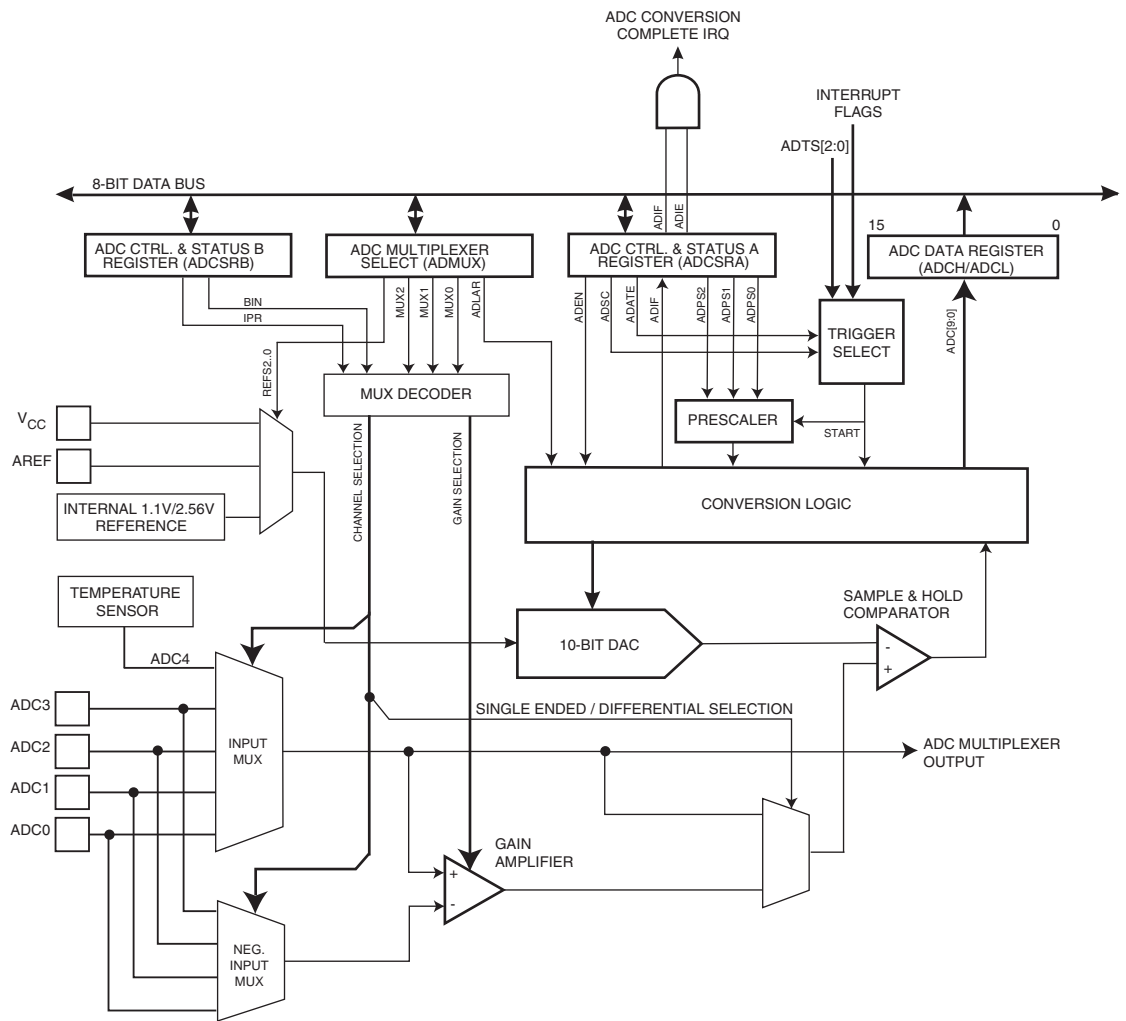 ADC CONVERSION
COMPLETE IRQ
INTERRUPT
FLAGS
ADTS[2:0]
8-BIT DATA BUS
ADIF
ADIE
15
0
ADC CTRL. & STATUS B
REGISTER (ADCSRB)
ADC MULTIPLEXER
SELECT (ADMUX)
ADC CTRL. & STATUS A
REGISTER (ADCSRA)
ADC DATA REGISTER
(ADCH/ADCL)
BIN
IPR
REFS2..0
MUX2
MUX1
MUX0
ADLAR
ADEN
ADSC
ADATE
ADIF
ADPS2
ADPS1
ADPS0
TRIGGER
SELECT
ADC[9:0]
MUX DECODER
PRESCALER
START
VCC
AREF
INTERNAL 1.1V/2.56V
REFERENCE
CHANNEL SELECTION
GAIN SELECTION
CONVERSION LOGIC
TEMPERATURE
SENSOR
SAMPLE & HOLD
COMPARATOR
10-BIT DAC
-
+
ADC4
ADC3
ADC2
ADC1
ADC0
INPUT
MUX
SINGLE ENDED / DIFFERENTIAL SELECTION
ADC MULTIPLEXER
OUTPUT
GAIN
AMPLIFIER
+
-
NEG.
INPUT
MUX